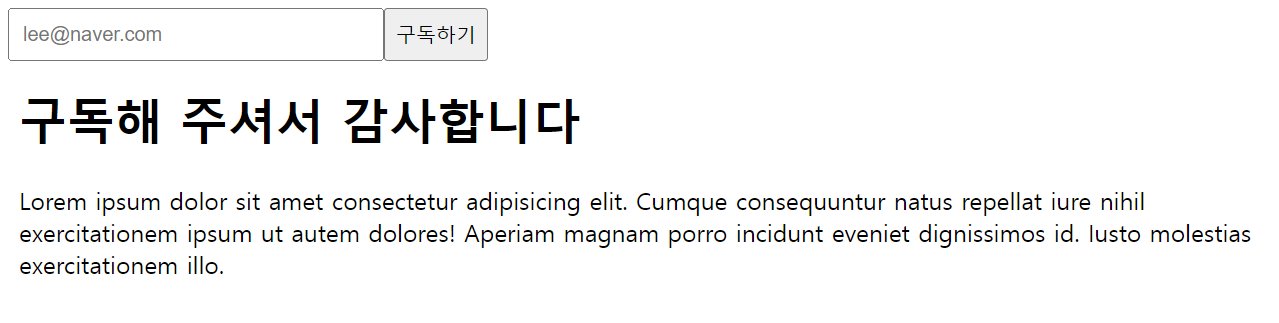 lee@naver.com 구독하기
구독해 주셔서 감사합니다
Lorem ipsum dolor sit amet consectetur adipisicing elit. Cumque consequuntur natus repellat iure nihil
exercitationem ipsum ut autem dolores! Aperiam magnam porro incidunt eveniet dignissimos id. Iusto molestias
exercitationem illo.